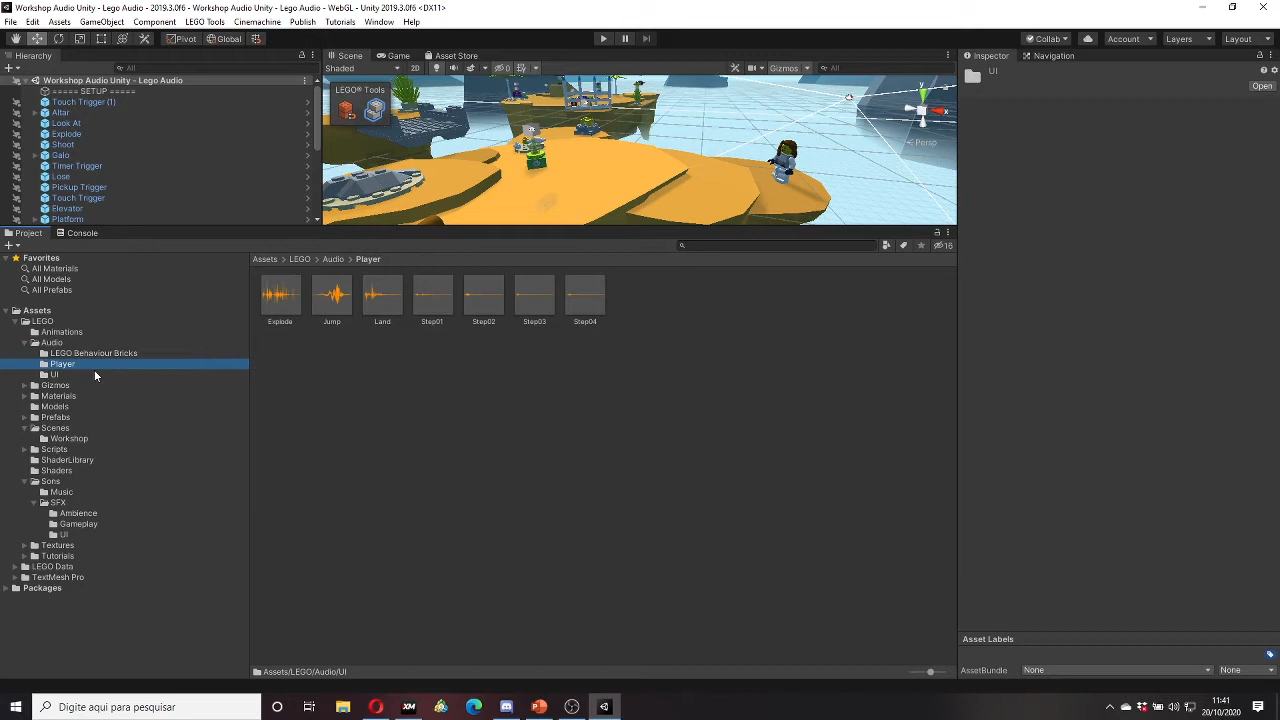 Workshop Audio Unity - Lego Audio - Workshop Audio Unity - Lego Audio - WebGL - Unity 2019.3.0f6 <DX11>
File Edit Assets GameObject Component LEGO Tools Cinemachine Publish Tutorials Window Help
Pivot Global Collab Account Layers Layout
Hierarchy
All
Workshop Audio Unity - Lego Audio
===== SETUP =====
Touch Trigger (1)
Altar
Look At
Explode
Shoot
Galo
Timer Trigger
Lose
Pickup Trigger
Touch Trigger
Elevator
Platform
Scene Game Asset Store
Shaded 2D 0 Gizmos All
LEGO® Tools
y
x
Persp
Inspector Navigation
UI
Open
Project Console
16
Favorites
All Materials
All Models
All Prefabs
Assets
LEGO
Animations
Audio
LEGO Behaviour Bricks
Player
UI
Gizmos
Materials
Models
Prefabs
Scenes
Workshop
Scripts
ShaderLibrary
Shaders
Sons
Music
SFX
Ambience
Gameplay
UI
Textures
Tutorials
LEGO Data
TextMesh Pro
Packages
Assets LEGO Audio Player
Explode Jump Land Step01 Step02 Step03 Step04
Assets/LEGO/Audio/UI
Asset Labels
AssetBundle None None
Digite aqui para pesquisar
XM
11:41
20/10/2020